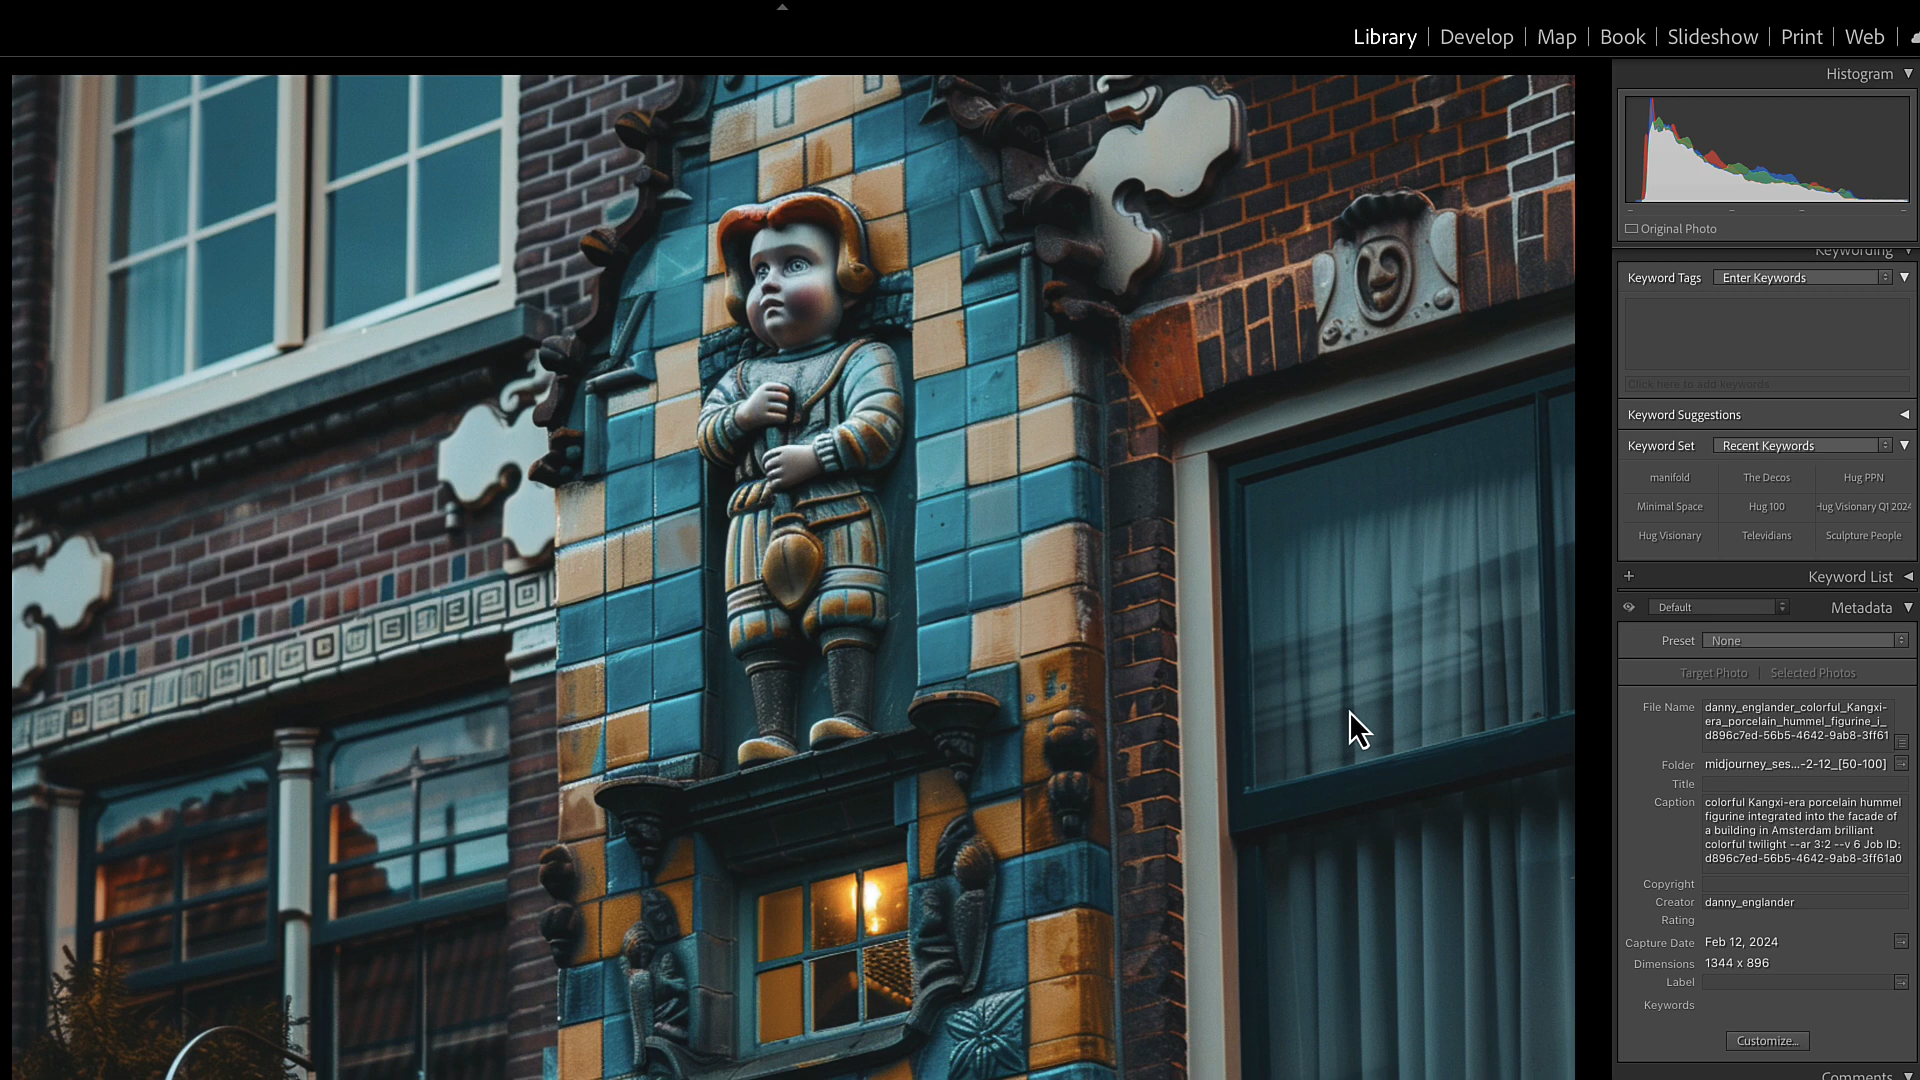 Library | Develop | Map | Book | Slideshow | Print | Web |
Histogram
Original Photo
Keywording
Keyword Tags Enter Keywords
Click here to add keywords
Keyword Suggestions
Keyword Set Recent Keywords
manifold The Decos Hug PPN
Minimal Space Hug 100 Hug Visionary Q1 2024
Hug Visionary Televidians Sculpture People
+ Keyword List
Default Metadata
Preset None
Target Photo | Selected Photos
File Name danny_englander_colorful_Kangxi-
era_porcelain_hummel_figurine_i_
d896c7ed-56b5-4642-9ab8-3ff61
Folder midjourney_ses...-2-12_[50-100]
Title
Caption colorful Kangxi-era porcelain hummel
figurine integrated into the facade of
a building in Amsterdam brilliant
colorful twilight --ar 3:2 --v 6 Job ID:
d896c7ed-56b5-4642-9ab8-3ff61a0
Copyright
Creator danny_englander
Rating
Capture Date Feb 12, 2024
Dimensions 1344 x 896
Label
Keywords
Customize...
Comments